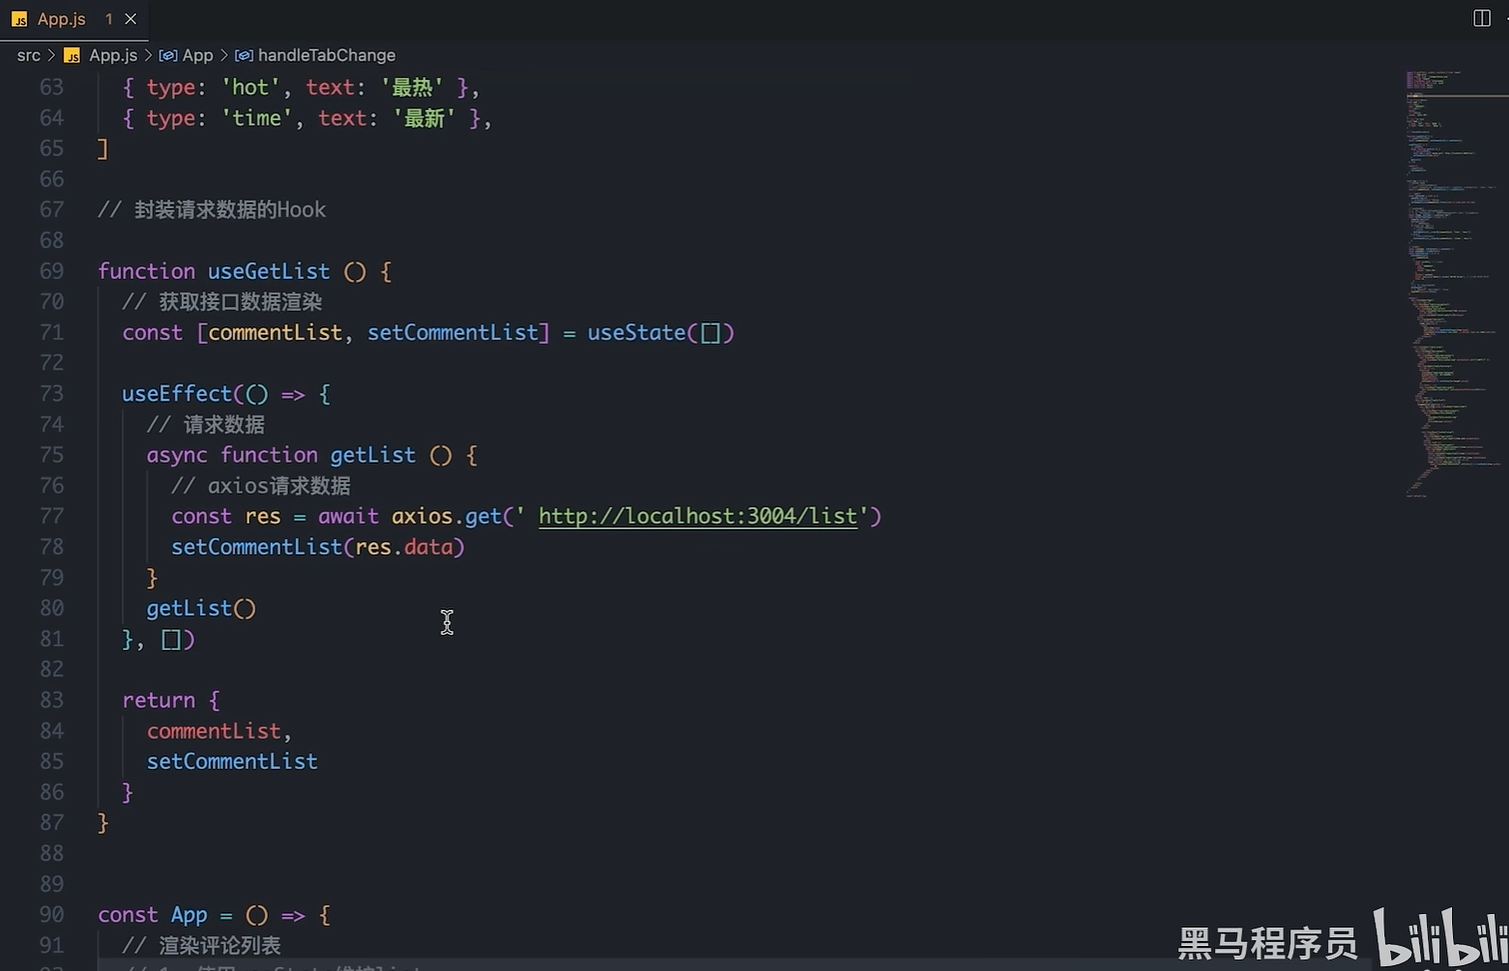 JS App.js 1
src > JS App.js > App > handleTabChange
63 { type: 'hot', text: '最热' },
64 { type: 'time', text: '最新' },
65 ]
66
67 // 封装请求数据的Hook
68
69 function useGetList () {
70 // 获取接口数据渲染
71 const [commentList, setCommentList] = useState([])
72
73 useEffect(() => {
74 // 请求数据
75 async function getList () {
76 // axios请求数据
77 const res = await axios.get(' http://localhost:3004/list')
78 setCommentList(res.data)
79 }
80 getList()
81 }, [])
82
83 return {
84 commentList,
85 setCommentList
86 }
87 }
88
89
90 const App = () => {
91 // 渲染评论列表
黑马程序员 bilibili